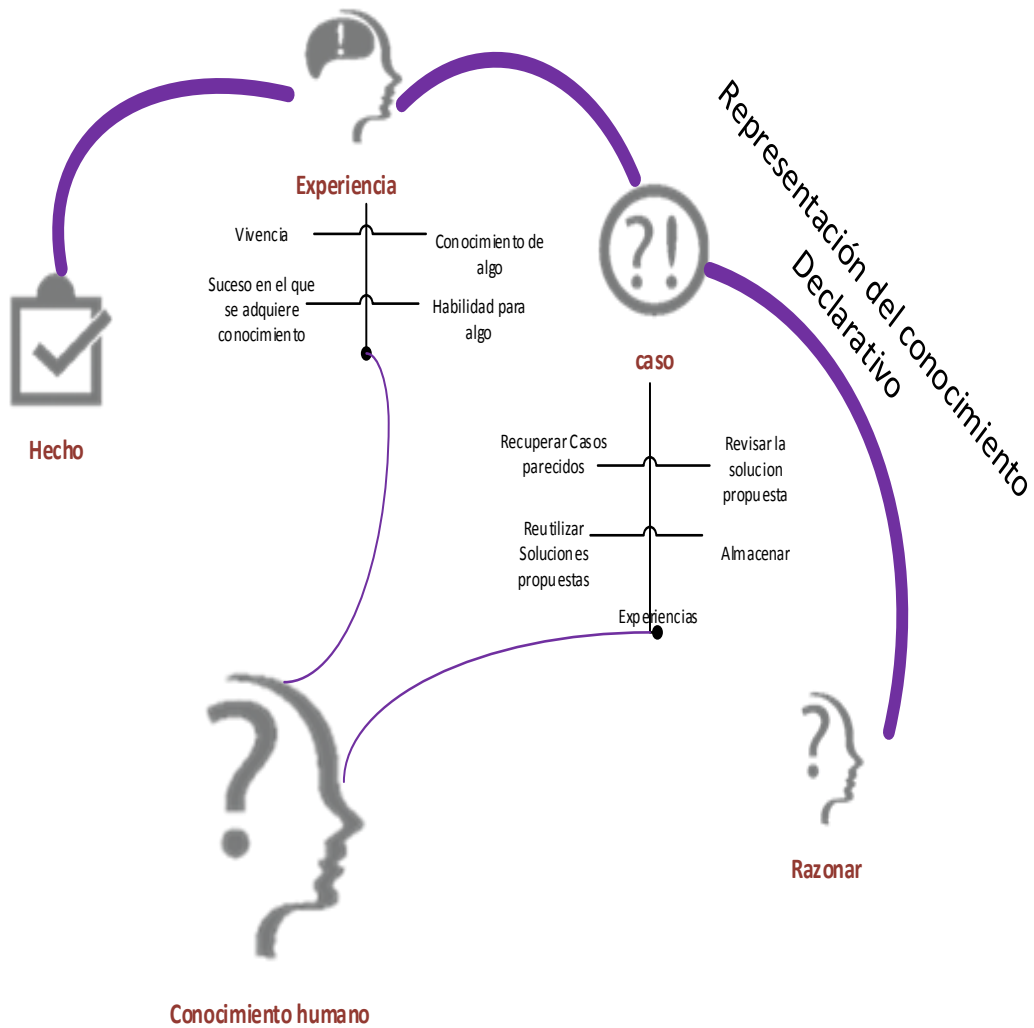 Representación del conocimiento
Declarativo
Experiencia
Vivencia
Conocimiento de
algo
Suceso en el que
se adquiere
conocimiento
Habilidad para
algo
Hecho
caso
Recuperar Casos
parecidos
Revisar la
solucion
propuesta
Reutilizar
Soluciones
propuestas
Almacenar
Experiencias
Razonar
Conocimiento humano